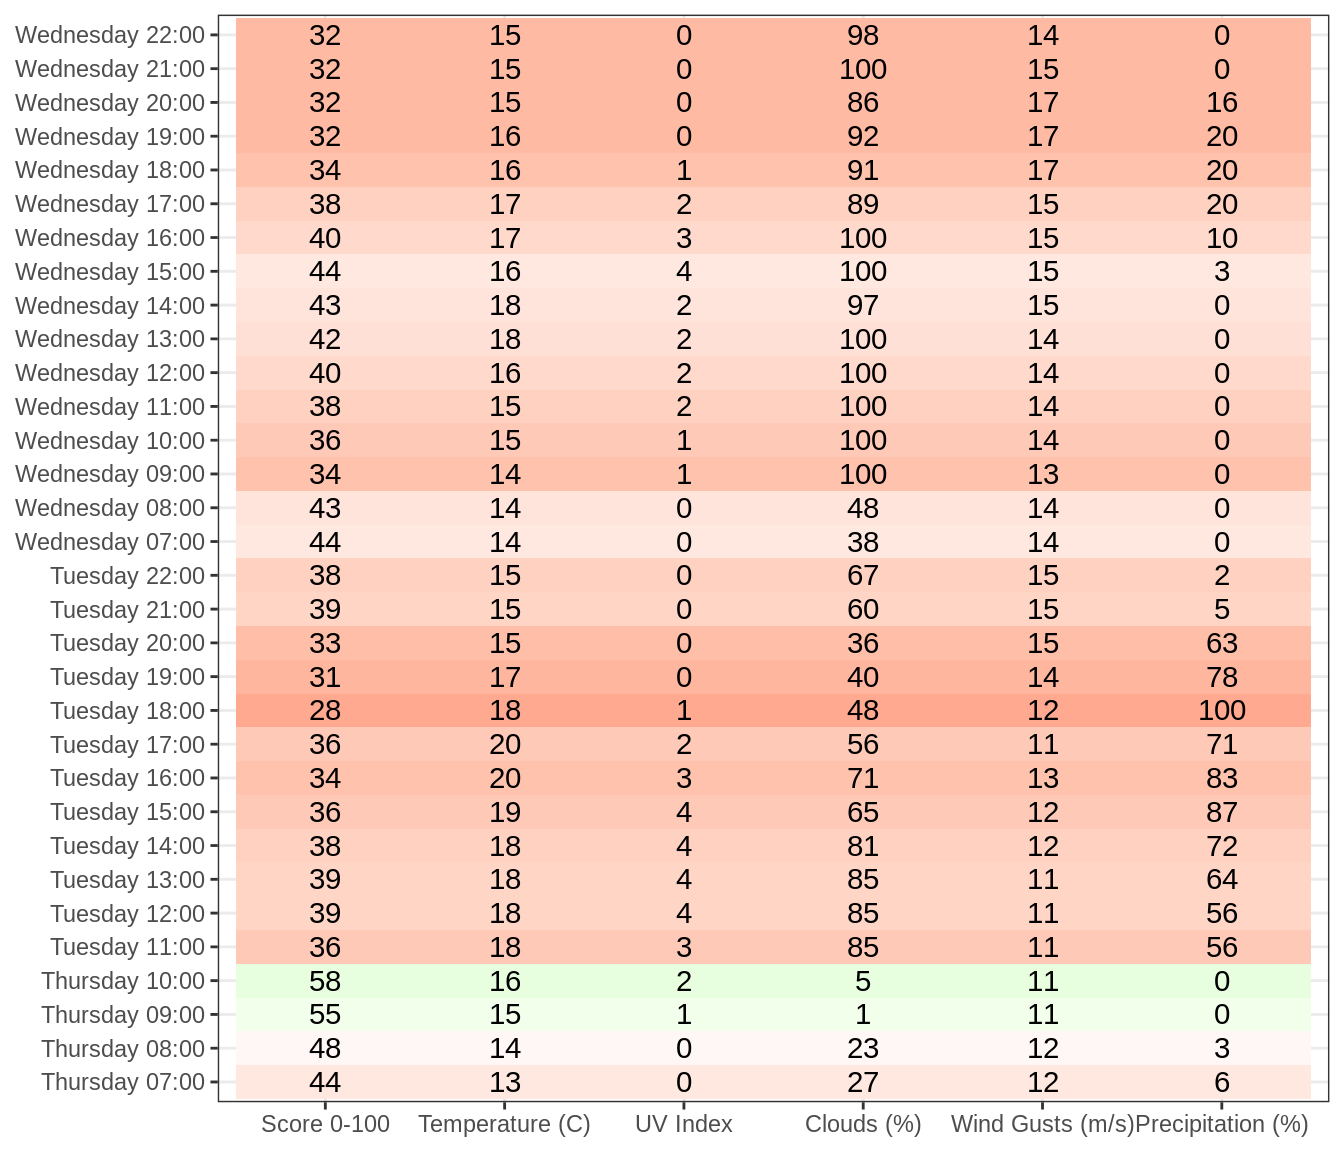 Wednesday 22:00 32 15 0 98 14 0
Wednesday 21:00 32 15 0 100 15 0
Wednesday 20:00 32 15 0 86 17 16
Wednesday 19:00 32 16 0 92 17 20
Wednesday 18:00 34 16 1 91 17 20
Wednesday 17:00 38 17 2 89 15 20
Wednesday 16:00 40 17 3 100 15 10
Wednesday 15:00 44 16 4 100 15 3
Wednesday 14:00 43 18 2 97 15 0
Wednesday 13:00 42 18 2 100 14 0
Wednesday 12:00 40 16 2 100 14 0
Wednesday 11:00 38 15 2 100 14 0
Wednesday 10:00 36 15 1 100 14 0
Wednesday 09:00 34 14 1 100 13 0
Wednesday 08:00 43 14 0 48 14 0
Wednesday 07:00 44 14 0 38 14 0
Tuesday 22:00 38 15 0 67 15 2
Tuesday 21:00 39 15 0 60 15 5
Tuesday 20:00 33 15 0 36 15 63
Tuesday 19:00 31 17 0 40 14 78
Tuesday 18:00 28 18 1 48 12 100
Tuesday 17:00 36 20 2 56 11 71
Tuesday 16:00 34 20 3 71 13 83
Tuesday 15:00 36 19 4 65 12 87
Tuesday 14:00 38 18 4 81 12 72
Tuesday 13:00 39 18 4 85 11 64
Tuesday 12:00 39 18 4 85 11 56
Tuesday 11:00 36 18 3 85 11 56
Thursday 10:00 58 16 2 5 11 0
Thursday 09:00 55 15 1 1 11 0
Thursday 08:00 48 14 0 23 12 3
Thursday 07:00 44 13 0 27 12 6
Score 0-100 Temperature (C) UV Index Clouds (%) Wind Gusts (m/s) Precipitation (%)